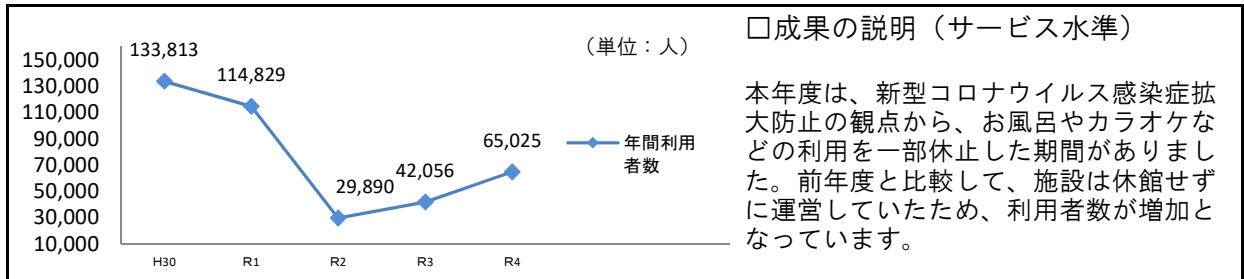 （単位：人）
150,000
130,000
110,000
90,000
70,000
50,000
30,000
10,000
133,813
114,829
29,890
42,056
65,025
H30
R1
R2
R3
R4
年間利用
者数
□成果の説明（サービス水準）
本年度は、新型コロナウイルス感染症拡
大防止の観点から、お風呂やカラオケな
どの利用を一部休止した期間がありまし
た。前年度と比較して、施設は休館せず
に運営していたため、利用者数が増加と
なっています。